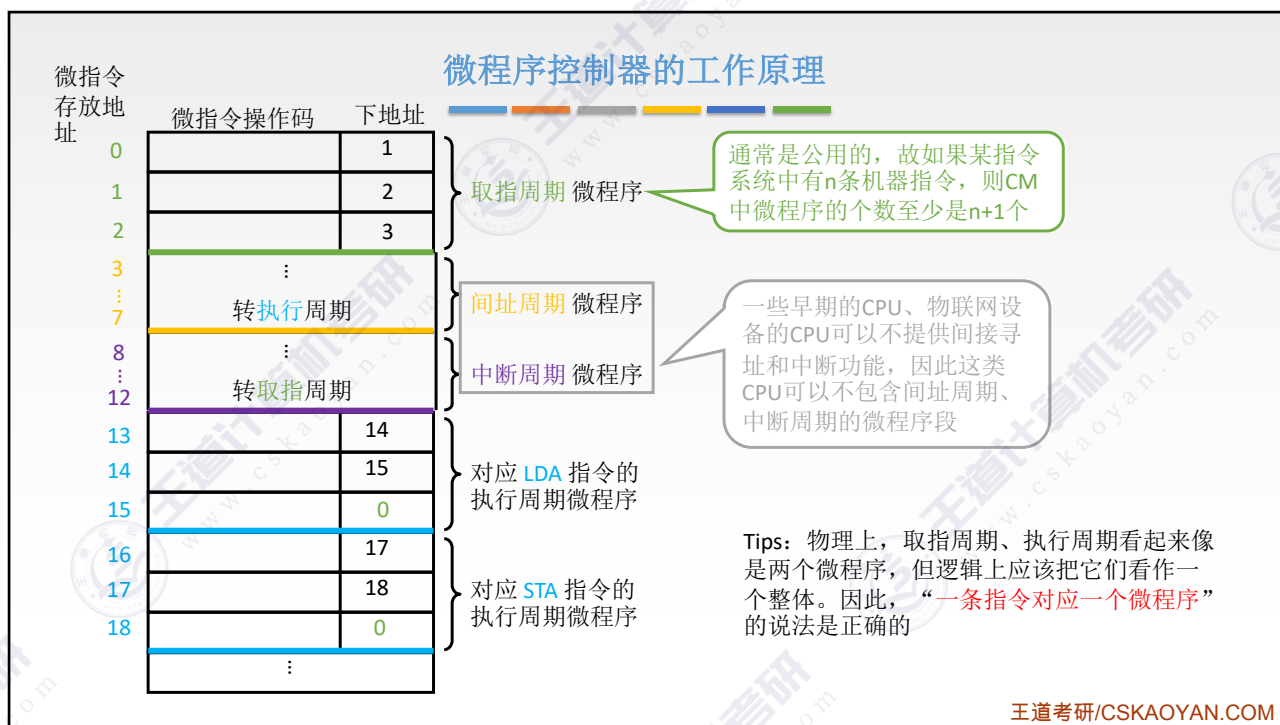 微程序控制器的工作原理
微指令
存放地
址
微指令操作码 下地址
0 1
1 2
2 3
取指周期 微程序
通常是公用的，故如果某指令
系统中有n条机器指令，则CM
中微程序的个数至少是n+1个
3
⋮
7
⋮
转执行周期
间址周期 微程序
8
⋮
12
⋮
转取指周期
中断周期 微程序
一些早期的CPU、物联网设
备的CPU可以不提供间接寻
址和中断功能，因此这类
CPU可以不包含间址周期、
中断周期的微程序段
13 14
14 15
15 0
对应 LDA 指令的
执行周期微程序
16 17
17 18
18 0
对应 STA 指令的
执行周期微程序
⋮
Tips：物理上，取指周期、执行周期看起来像
是两个微程序，但逻辑上应该把它们看作一
个整体。因此，“一条指令对应一个微程序”
的说法是正确的
王道考研/CSKAOYAN.COM
王道计算机考研
www.cskaoyan.com